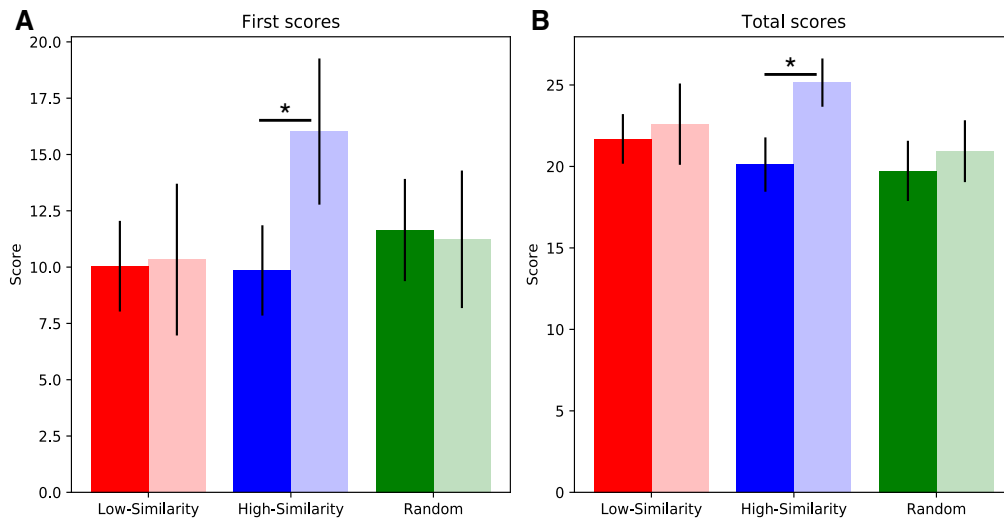 A
First scores
Score
20.0
17.5
15.0
12.5
10.0
7.5
5.0
2.5
0.0
*
Low-Similarity
High-Similarity
Random
B
Total scores
Score
25
20
15
10
5
0
*
Low-Similarity
High-Similarity
Random